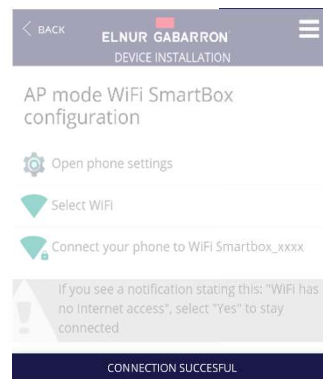 < BACK
ELNUR GABARRON
DEVICE INSTALLATION
AP mode WiFi SmartBox
configuration
Open phone settings
Select WiFi
Connect your phone to WiFi Smartbox_xxxx
If you see a notification stating this: "WiFi has
no Internet access", select "Yes" to stay
connected
CONNECTION SUCCESFUL